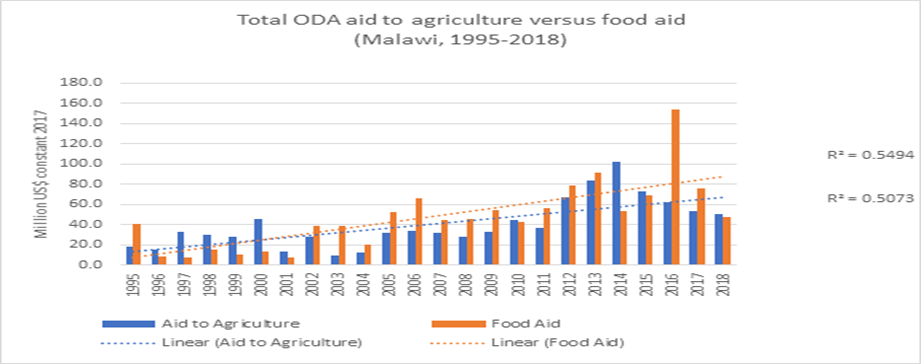 Total ODA aid to agriculture versus food aid
(Malawi, 1995-2018)
Million US$ constant 2017
180.0
160.0
140.0
120.0
100.0
80.0
60.0
40.0
20.0
0.0
R² = 0.5494
R² = 0.5073
1995 1996 1997 1998 1999 2000 2001 2002 2003 2004 2005 2006 2007 2008 2009 2010 2011 2012 2013 2014 2015 2016 2017 2018
Aid to Agriculture Food Aid
Linear (Aid to Agriculture) Linear (Food Aid)